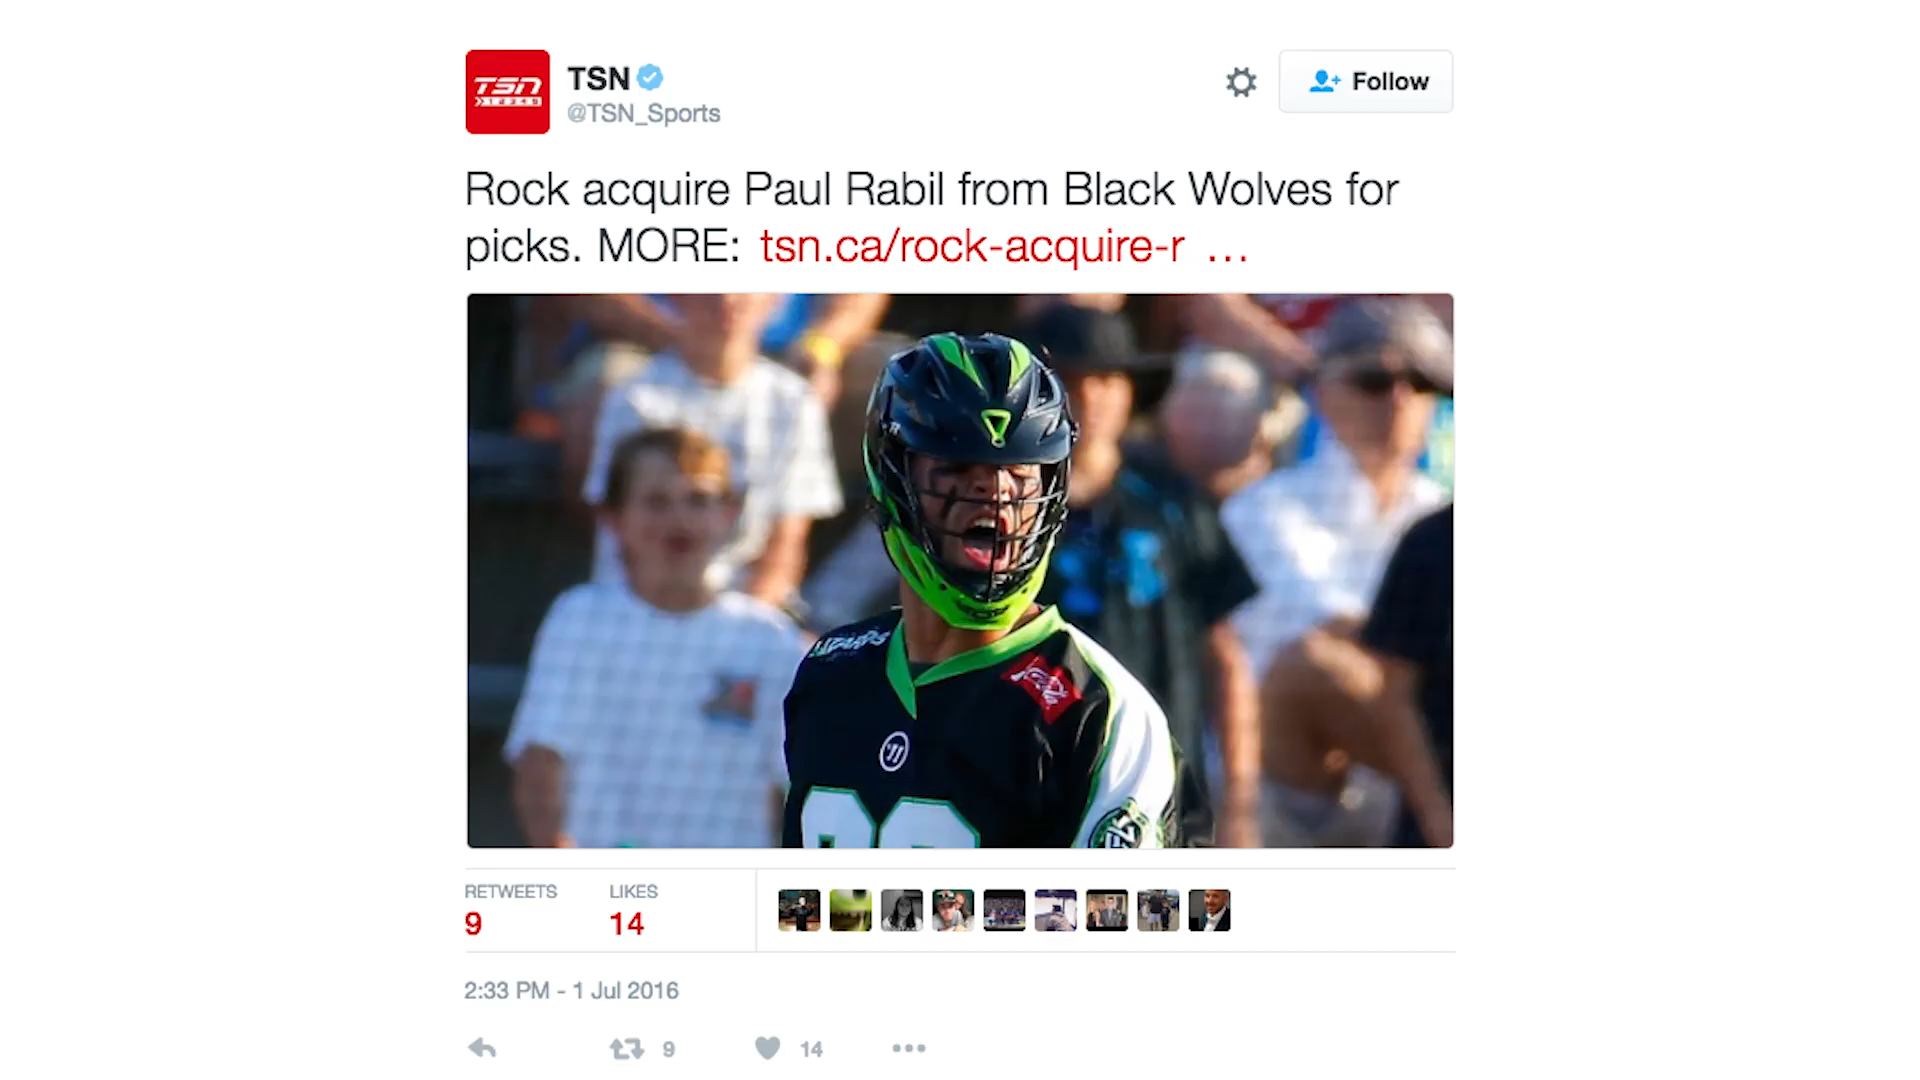 TSN
TSN
@TSN_Sports
Follow
Rock acquire Paul Rabil from Black Wolves for
picks. MORE: tsn.ca/rock-acquire-r …
RETWEETS
LIKES
9
14
2:33 PM - 1 Jul 2016
9
14